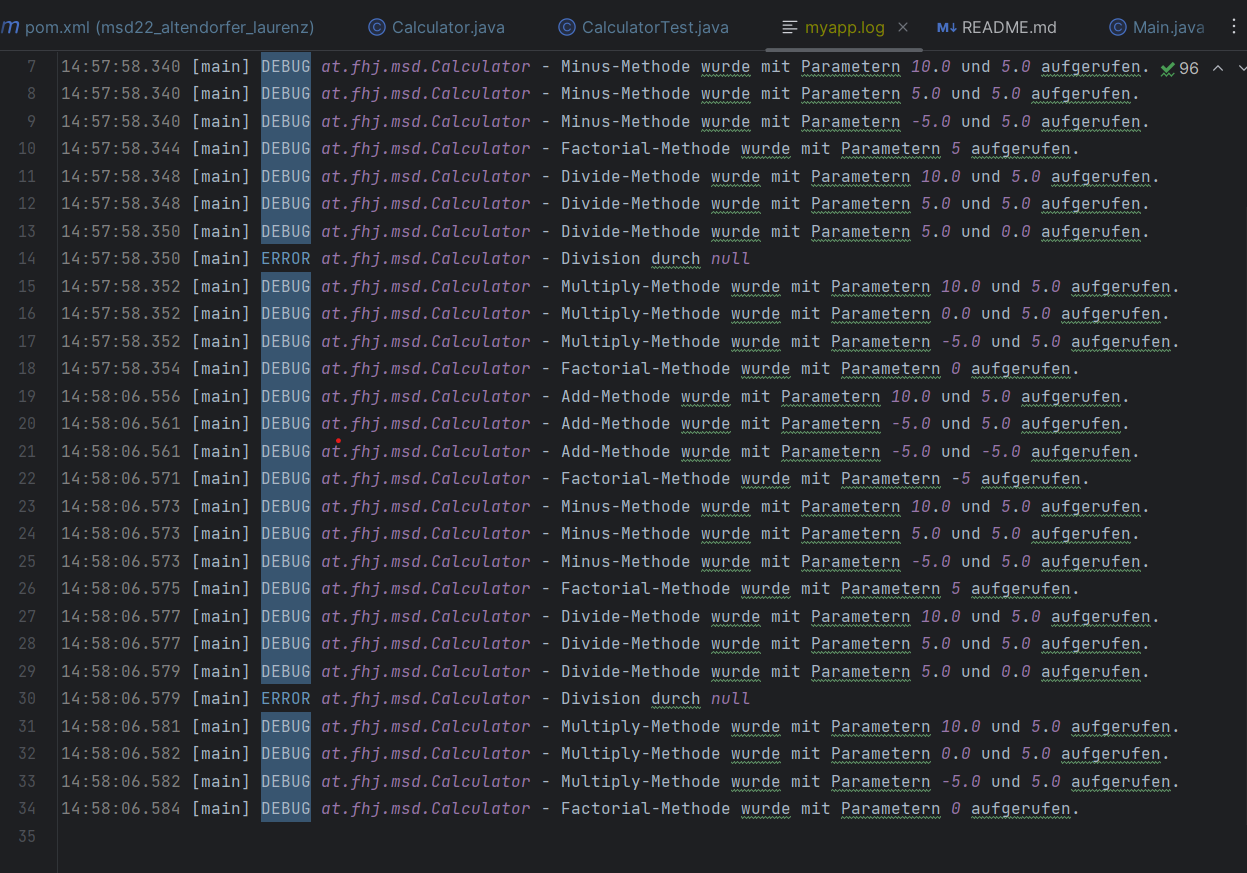 pom.xml (msd22_altendorfer_laurenz) Calculator.java CalculatorTest.java myapp.log README.md Main.java
96
7 14:57:58.340 [main] DEBUG at.fhj.msd.Calculator - Minus-Methode wurde mit Parametern 10.0 und 5.0 aufgerufen.
8 14:57:58.340 [main] DEBUG at.fhj.msd.Calculator - Minus-Methode wurde mit Parametern 5.0 und 5.0 aufgerufen.
9 14:57:58.340 [main] DEBUG at.fhj.msd.Calculator - Minus-Methode wurde mit Parametern -5.0 und 5.0 aufgerufen.
10 14:57:58.344 [main] DEBUG at.fhj.msd.Calculator - Factorial-Methode wurde mit Parametern 5 aufgerufen.
11 14:57:58.348 [main] DEBUG at.fhj.msd.Calculator - Divide-Methode wurde mit Parametern 10.0 und 5.0 aufgerufen.
12 14:57:58.348 [main] DEBUG at.fhj.msd.Calculator - Divide-Methode wurde mit Parametern 5.0 und 5.0 aufgerufen.
13 14:57:58.350 [main] DEBUG at.fhj.msd.Calculator - Divide-Methode wurde mit Parametern 5.0 und 0.0 aufgerufen.
14 14:57:58.350 [main] ERROR at.fhj.msd.Calculator - Division durch null
15 14:57:58.352 [main] DEBUG at.fhj.msd.Calculator - Multiply-Methode wurde mit Parametern 10.0 und 5.0 aufgerufen.
16 14:57:58.352 [main] DEBUG at.fhj.msd.Calculator - Multiply-Methode wurde mit Parametern 0.0 und 5.0 aufgerufen.
17 14:57:58.352 [main] DEBUG at.fhj.msd.Calculator - Multiply-Methode wurde mit Parametern -5.0 und 5.0 aufgerufen.
18 14:57:58.354 [main] DEBUG at.fhj.msd.Calculator - Factorial-Methode wurde mit Parametern 0 aufgerufen.
19 14:58:06.556 [main] DEBUG at.fhj.msd.Calculator - Add-Methode wurde mit Parametern 10.0 und 5.0 aufgerufen.
20 14:58:06.561 [main] DEBUG at.fhj.msd.Calculator - Add-Methode wurde mit Parametern -5.0 und 5.0 aufgerufen.
21 14:58:06.561 [main] DEBUG at.fhj.msd.Calculator - Add-Methode wurde mit Parametern -5.0 und -5.0 aufgerufen.
22 14:58:06.571 [main] DEBUG at.fhj.msd.Calculator - Factorial-Methode wurde mit Parametern -5 aufgerufen.
23 14:58:06.573 [main] DEBUG at.fhj.msd.Calculator - Minus-Methode wurde mit Parametern 10.0 und 5.0 aufgerufen.
24 14:58:06.573 [main] DEBUG at.fhj.msd.Calculator - Minus-Methode wurde mit Parametern 5.0 und 5.0 aufgerufen.
25 14:58:06.573 [main] DEBUG at.fhj.msd.Calculator - Minus-Methode wurde mit Parametern -5.0 und 5.0 aufgerufen.
26 14:58:06.575 [main] DEBUG at.fhj.msd.Calculator - Factorial-Methode wurde mit Parametern 5 aufgerufen.
27 14:58:06.577 [main] DEBUG at.fhj.msd.Calculator - Divide-Methode wurde mit Parametern 10.0 und 5.0 aufgerufen.
28 14:58:06.577 [main] DEBUG at.fhj.msd.Calculator - Divide-Methode wurde mit Parametern 5.0 und 5.0 aufgerufen.
29 14:58:06.579 [main] DEBUG at.fhj.msd.Calculator - Divide-Methode wurde mit Parametern 5.0 und 0.0 aufgerufen.
30 14:58:06.579 [main] ERROR at.fhj.msd.Calculator - Division durch null
31 14:58:06.581 [main] DEBUG at.fhj.msd.Calculator - Multiply-Methode wurde mit Parametern 10.0 und 5.0 aufgerufen.
32 14:58:06.582 [main] DEBUG at.fhj.msd.Calculator - Multiply-Methode wurde mit Parametern 0.0 und 5.0 aufgerufen.
33 14:58:06.582 [main] DEBUG at.fhj.msd.Calculator - Multiply-Methode wurde mit Parametern -5.0 und 5.0 aufgerufen.
34 14:58:06.584 [main] DEBUG at.fhj.msd.Calculator - Factorial-Methode wurde mit Parametern 0 aufgerufen.
35